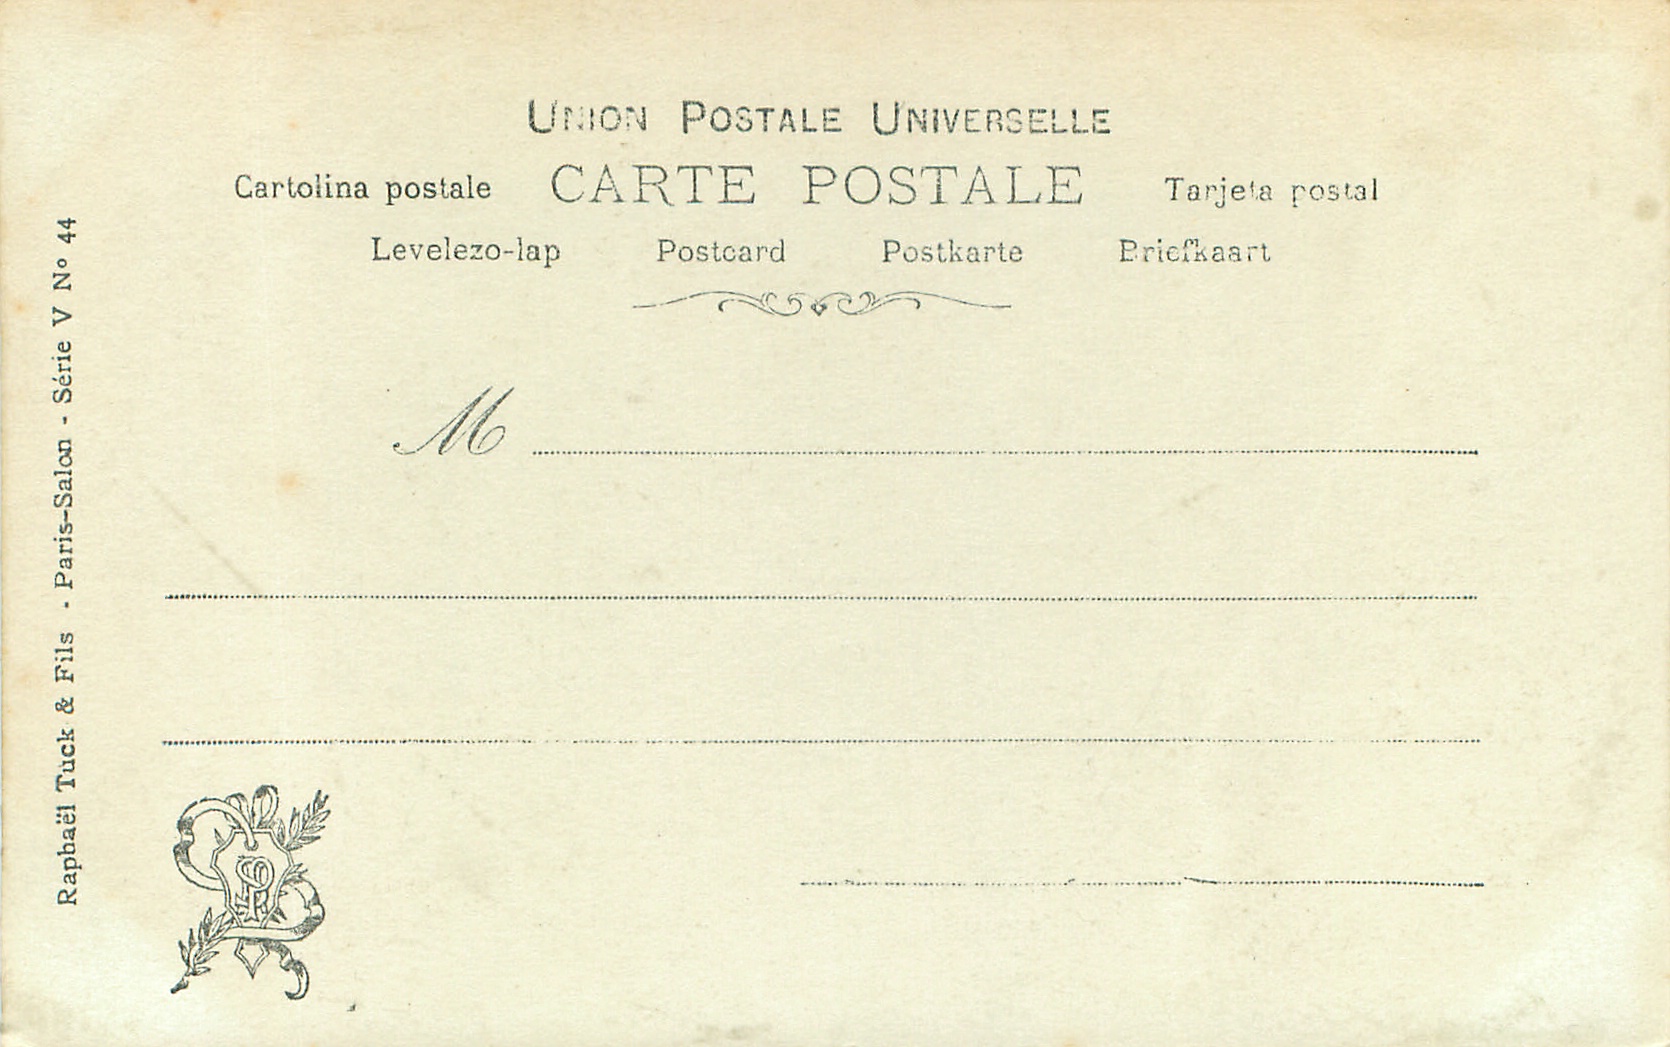 UNION POSTALE UNIVERSELLE
Cartolina postale CARTE POSTALE Tarjeta postal
Levelezo-lap Postcard Postkarte Briefkaart
M
Raphaël Tuck & Fils - Paris-Salon - Série V Nº 44